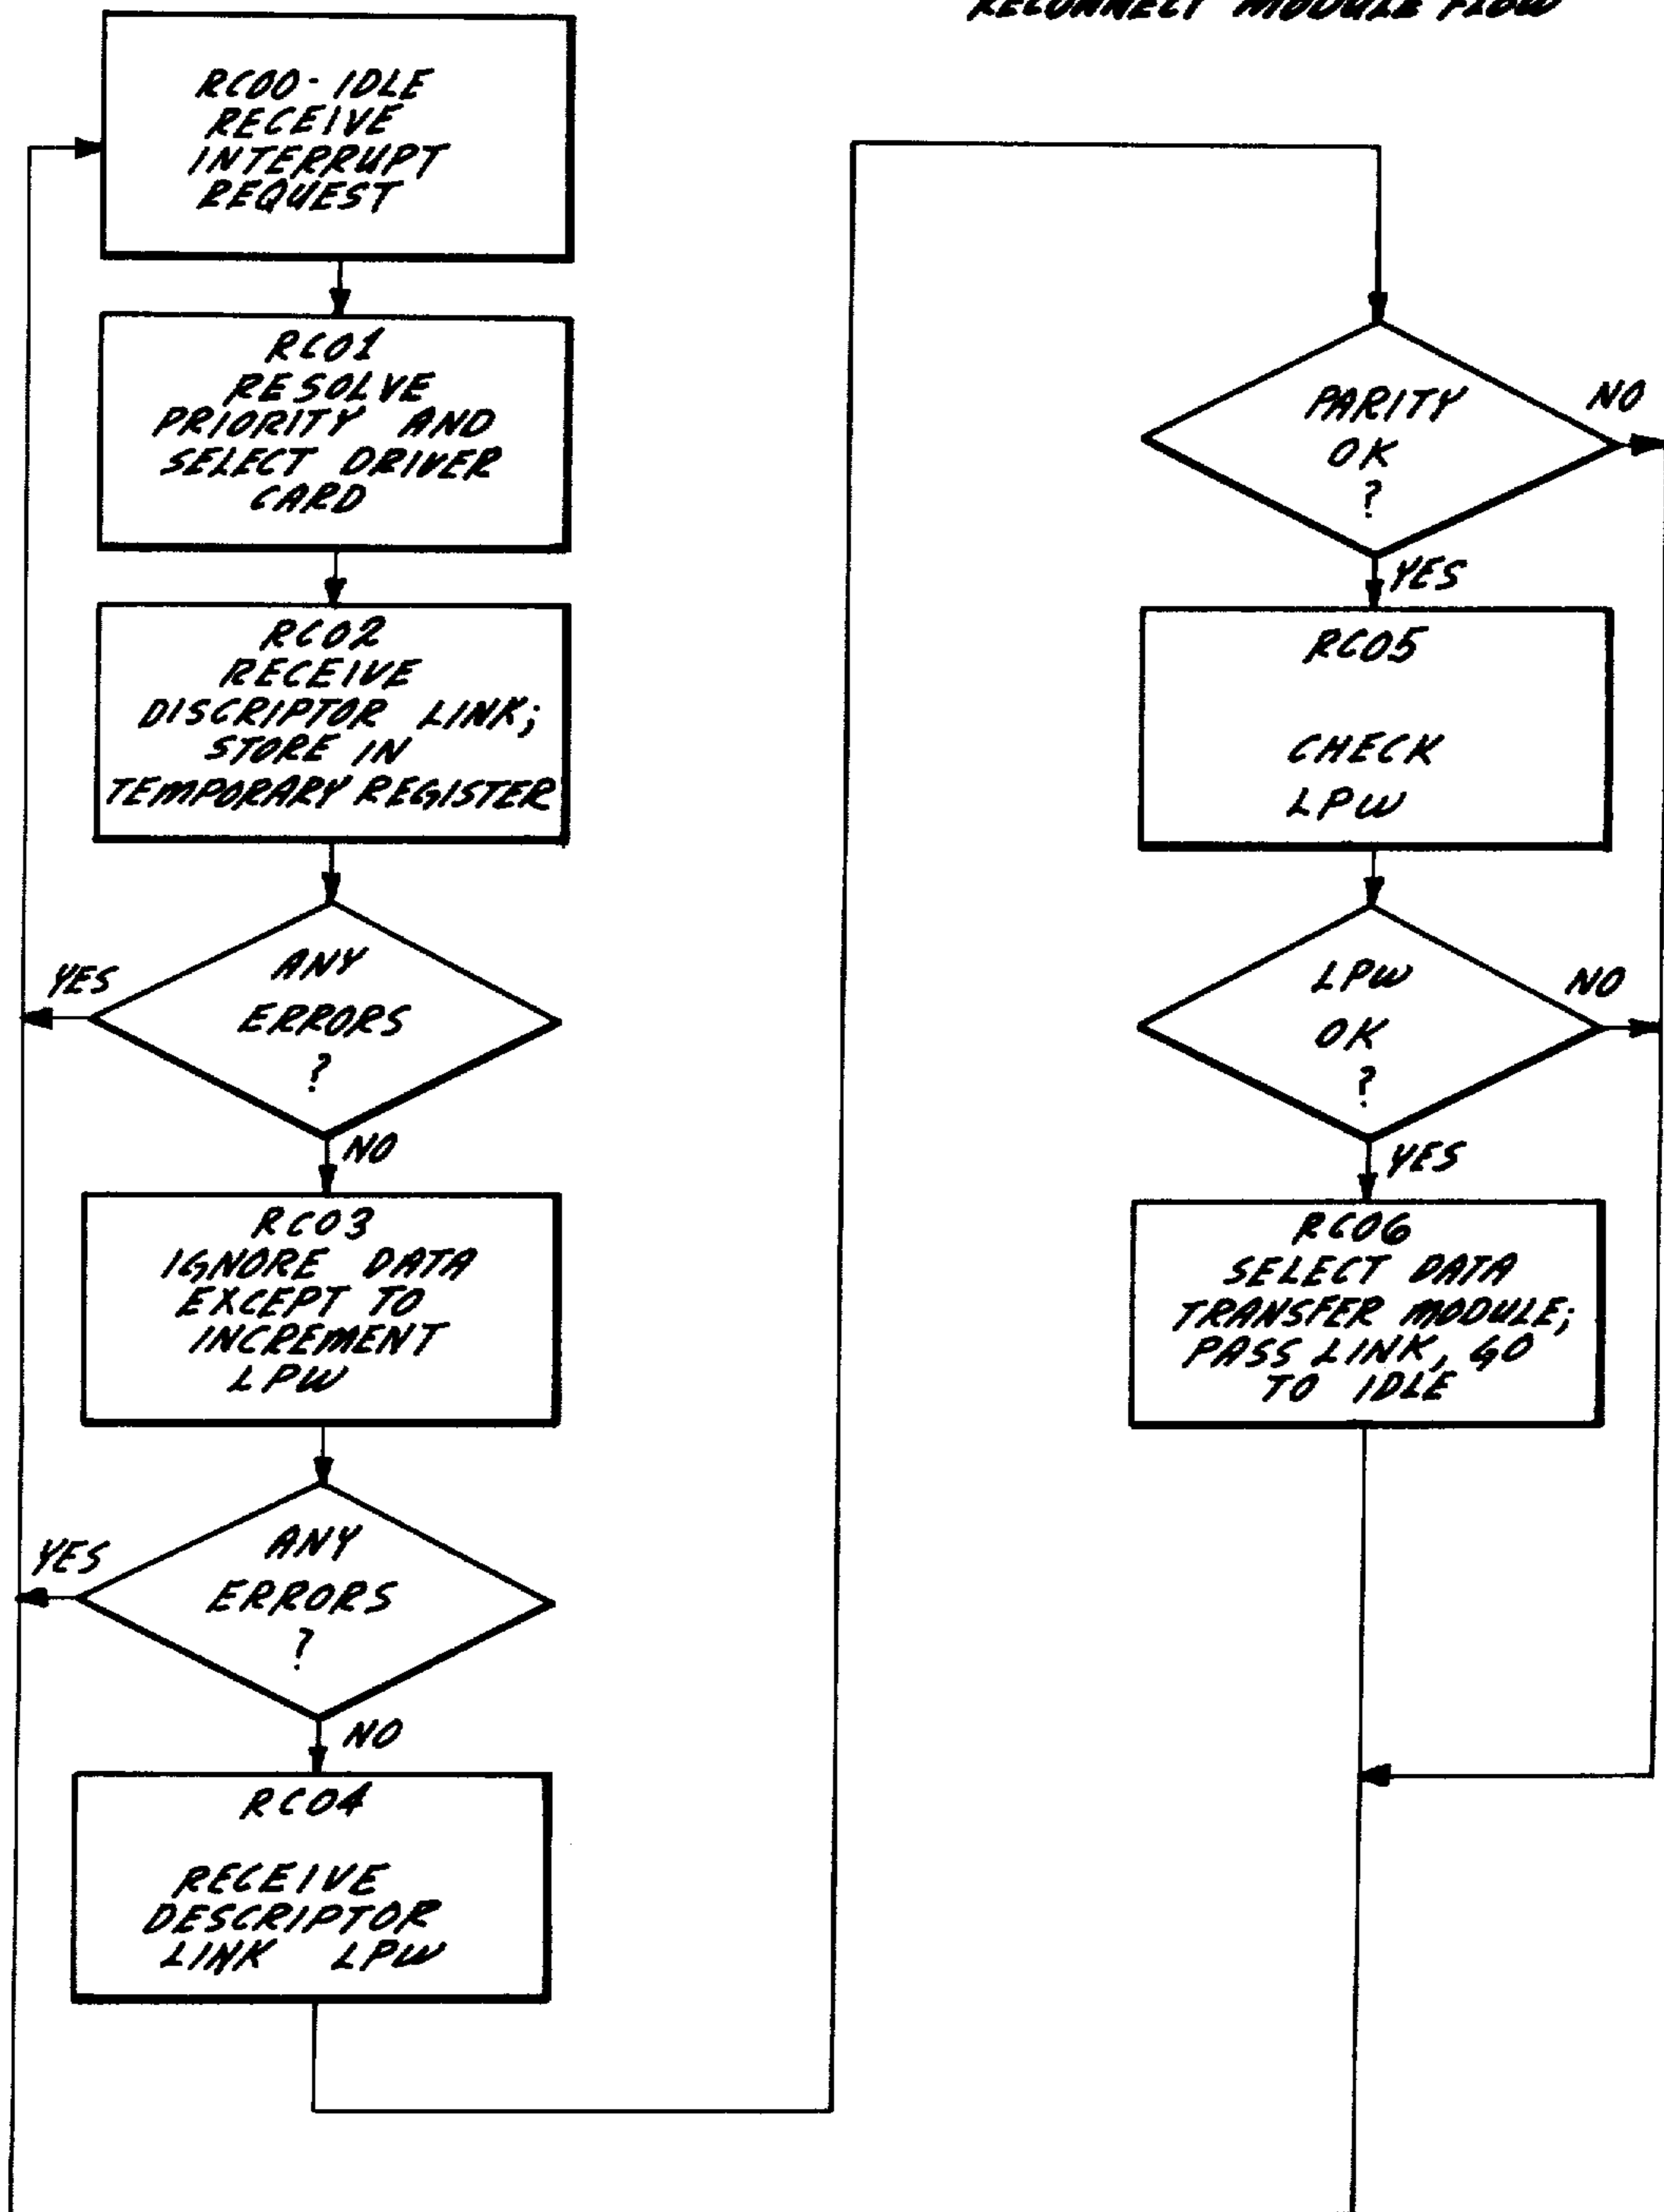 RECONNECT MODULE FLOW
RC00 - IDLE
RECEIVE
INTERRUPT
REQUEST
RC01
RESOLVE
PRIORITY AND
SELECT DRIVER
CARD
RC02
RECEIVE
DISCRIPTOR LINK;
STORE IN
TEMPORARY REGISTER
YES
ANY
ERRORS
?
NO
RC03
IGNORE DATA
EXCEPT TO
INCREMENT
LPW
YES
ANY
ERRORS
?
NO
RC04
RECEIVE
DESCRIPTOR
LINK LPW
PARITY
OK
?
NO
YES
RC05
CHECK
LPW
LPW
OK
?
NO
YES
RC06
SELECT DATA
TRANSFER MODULE;
PASS LINK, GO
TO IDLE